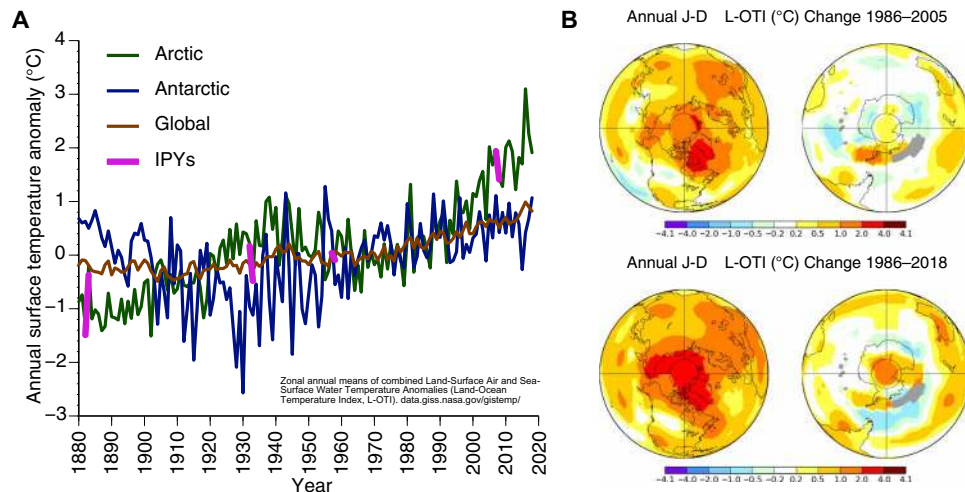 A
Annual surface temperature anomaly (°C)
4
3
2
1
0
−1
−2
−3
Arctic
Antarctic
Global
IPYs
Zonal annual means of combined Land-Surface Air and Sea-
Surface Water Temperature Anomalies (Land-Ocean
Temperature Index, L-OTI). data.giss.nasa.gov/gistemp/
1880 1890 1900 1910 1920 1930 1940 1950 1960 1970 1980 1990 2000 2010 2020
Year
B
Annual J-D L-OTI (°C) Change 1986–2005
−4.1 −4.0 −2.0 −1.0 −0.5 −0.2 0.2 0.5 1.0 2.0 4.0 4.1
Annual J-D L-OTI (°C) Change 1986–2018
−4.1 −4.0 −2.0 −1.0 −0.5 −0.2 0.2 0.5 1.0 2.0 4.0 4.1